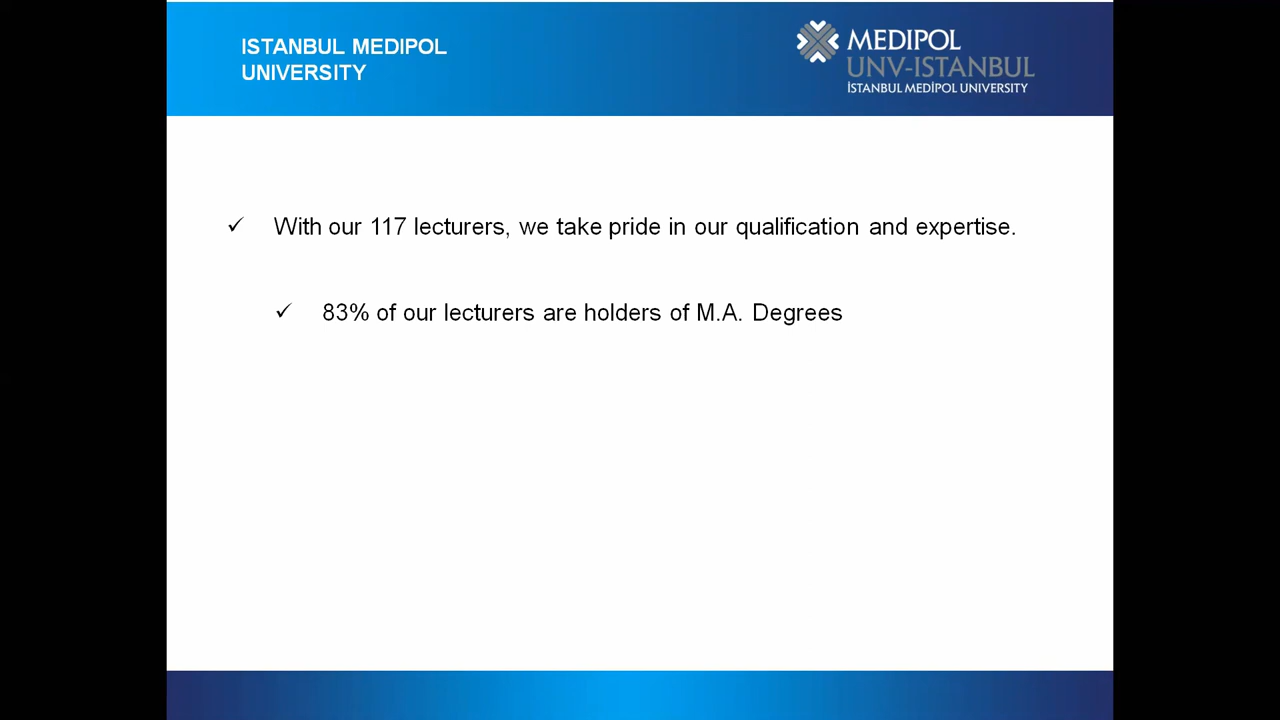 ISTANBUL MEDIPOL
UNIVERSITY
MEDIPOL
UNV-ISTANBUL
İSTANBUL MEDİPOL UNIVERSITY
✓ With our 117 lecturers, we take pride in our qualification and expertise.
✓ 83% of our lecturers are holders of M.A. Degrees